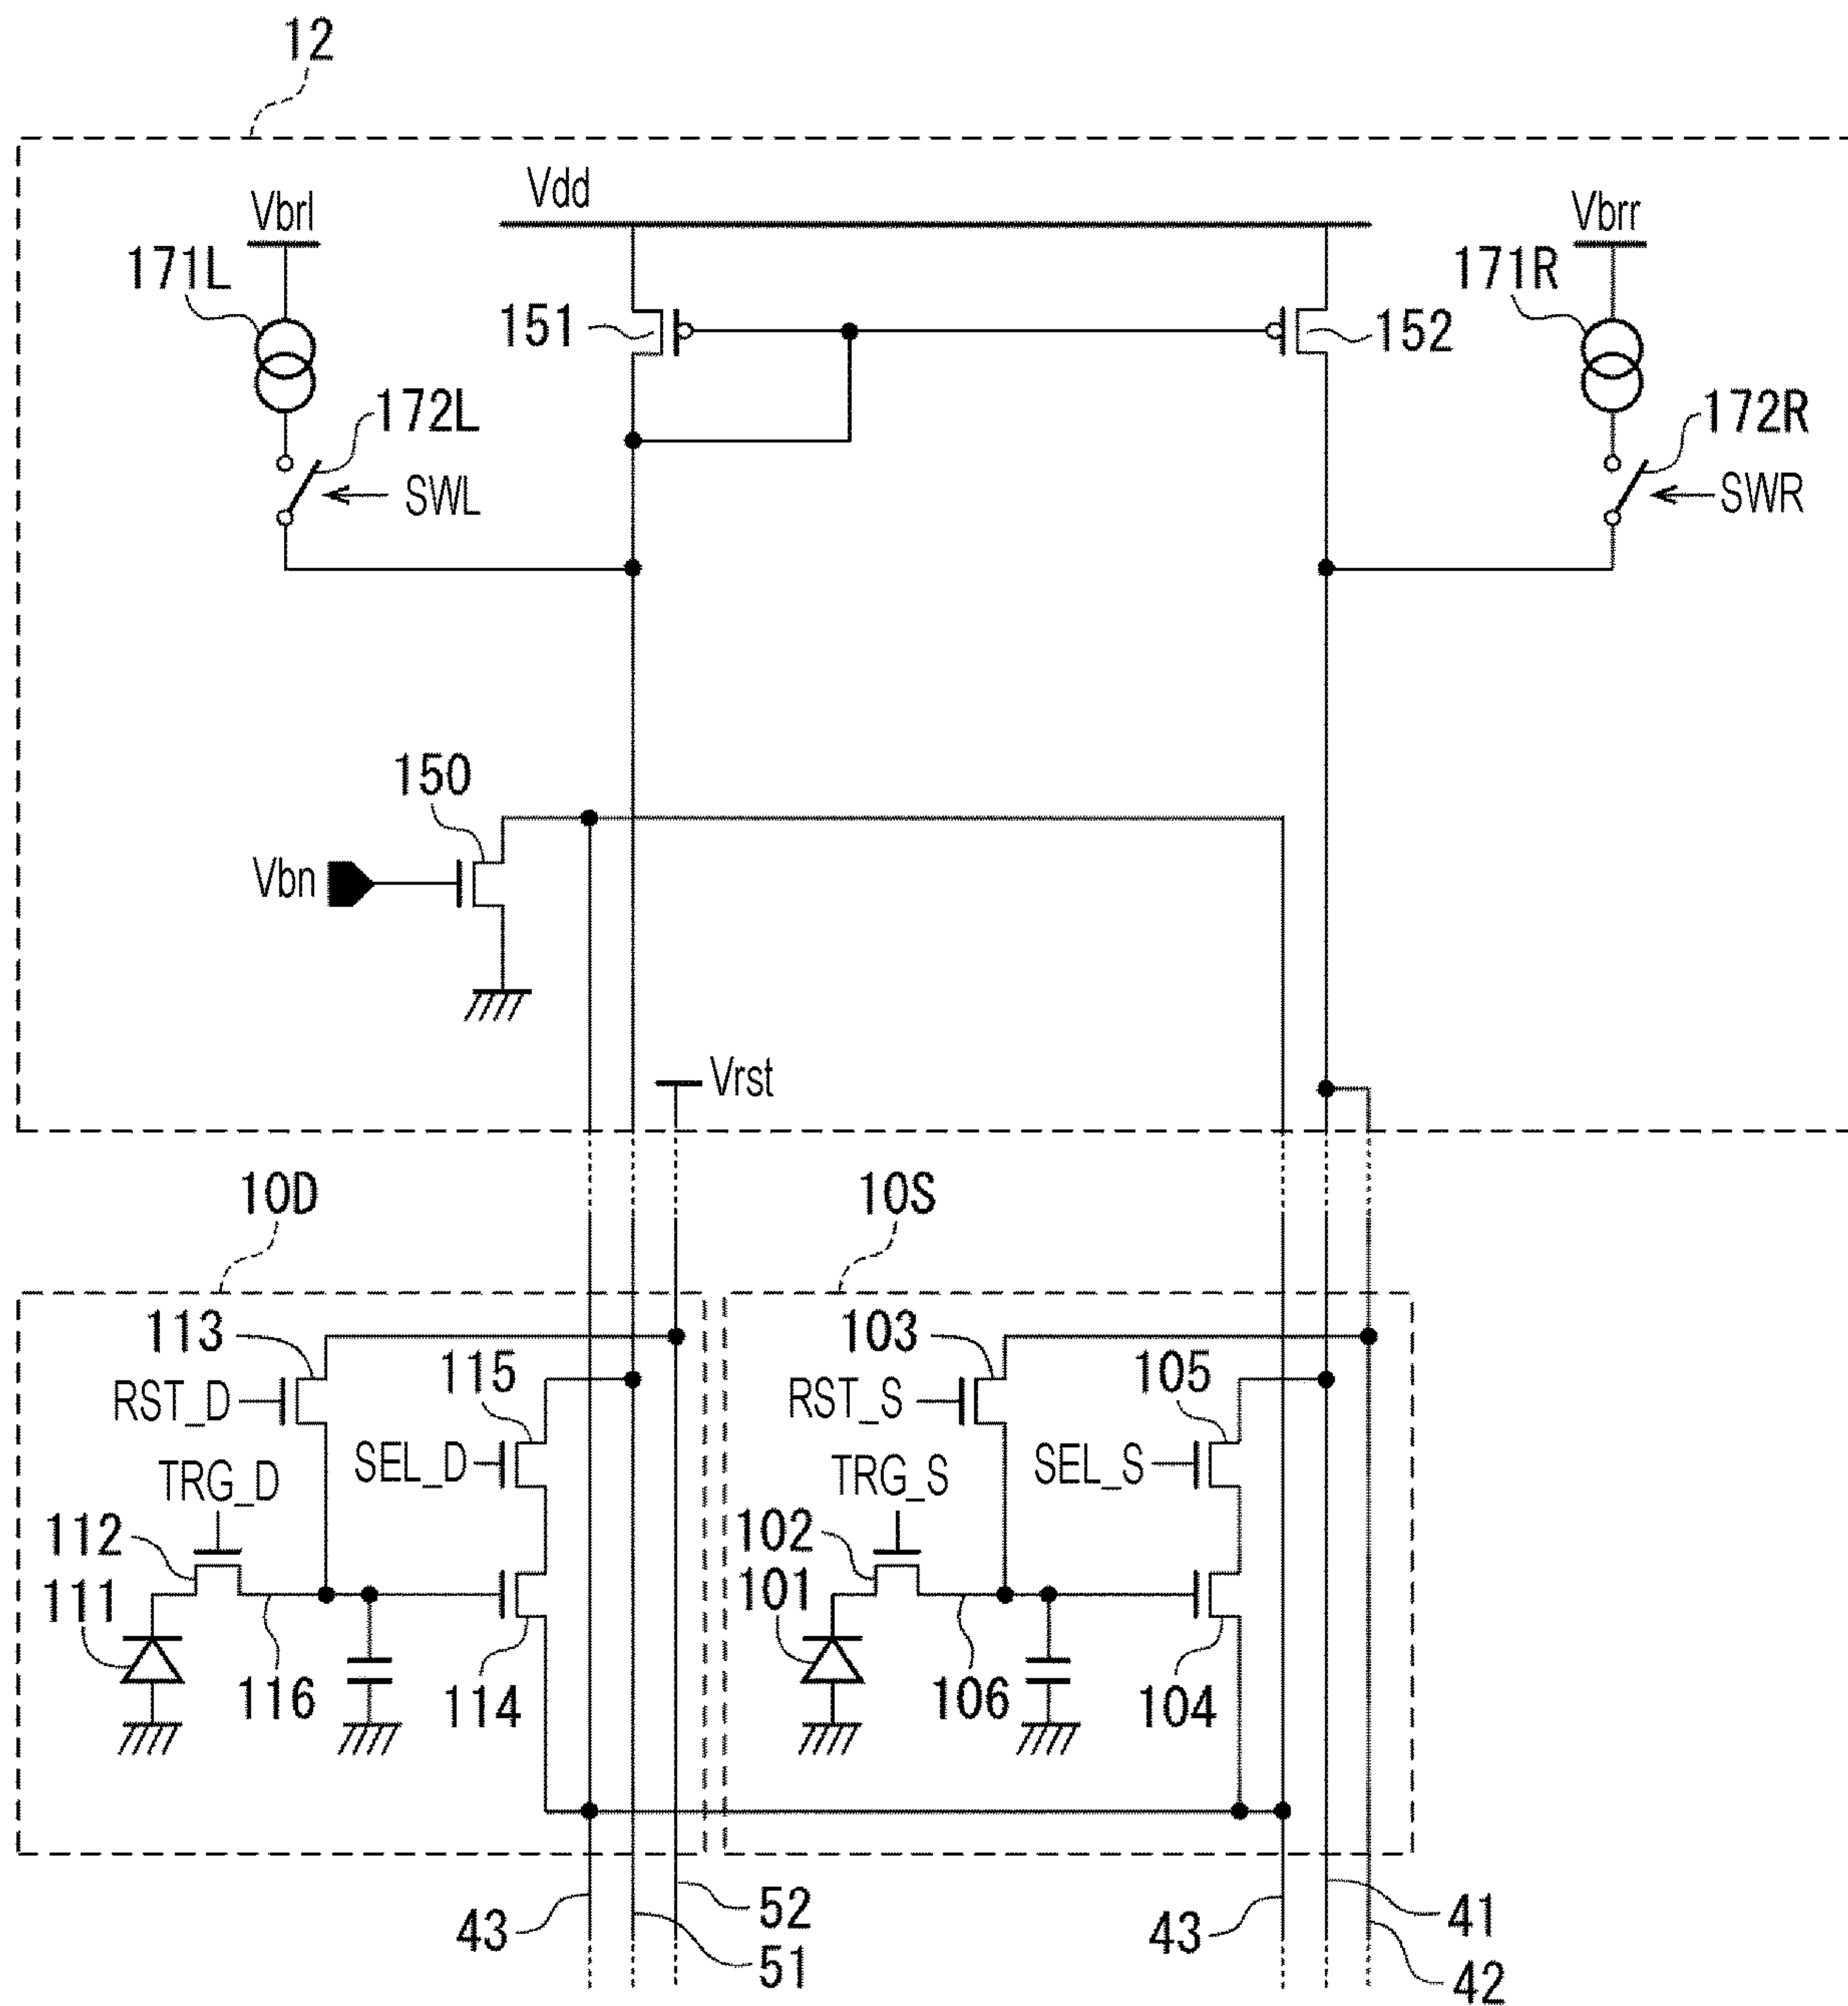 12
Vdd
Vbrl
Vbrr
171L
171R
151
152
172L
172R
SWL
SWR
150
Vbn
Vrst
10D
10S
113
103
115
105
RST_D
RST_S
SEL_D
SEL_S
TRG_D
TRG_S
112
102
111
101
116
114
106
104
52
41
43
43
51
42